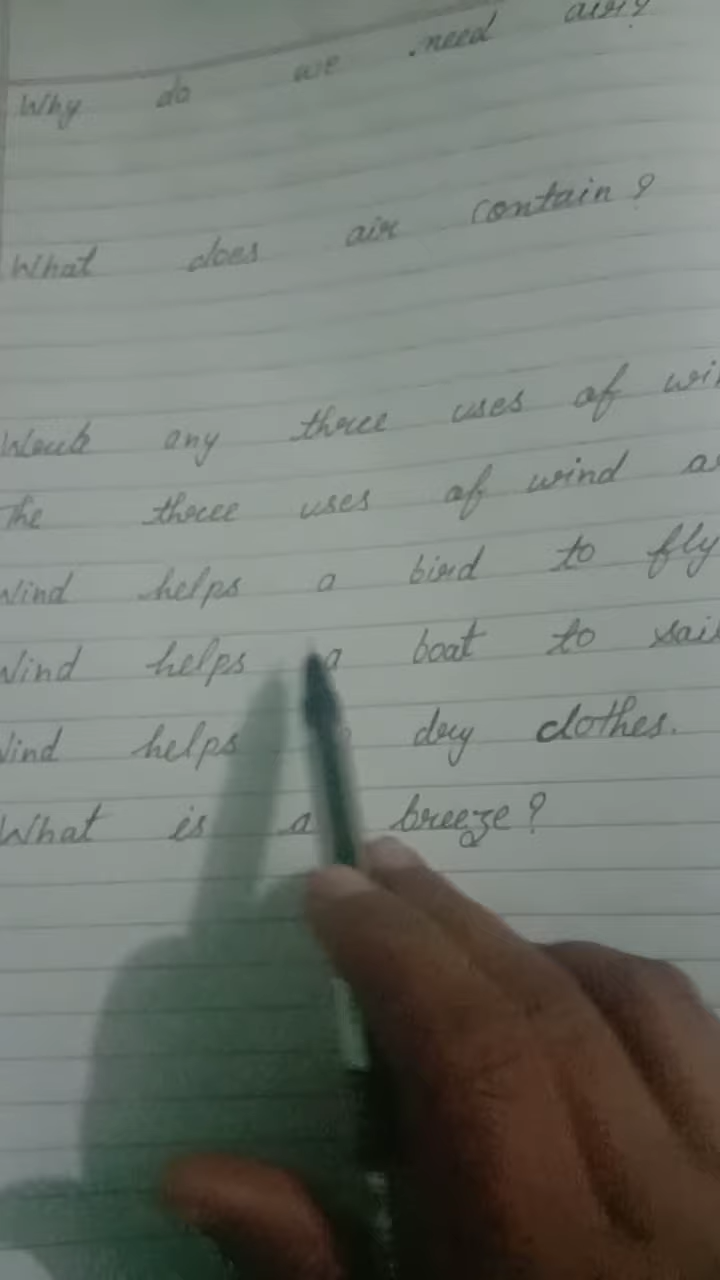 Why do we need air?
What does air contain?
any three uses of
The three uses of wind
Wind helps a bird to fly
Wind helps a boat to sail
Wind helps dry clothes.
What is a breeze?